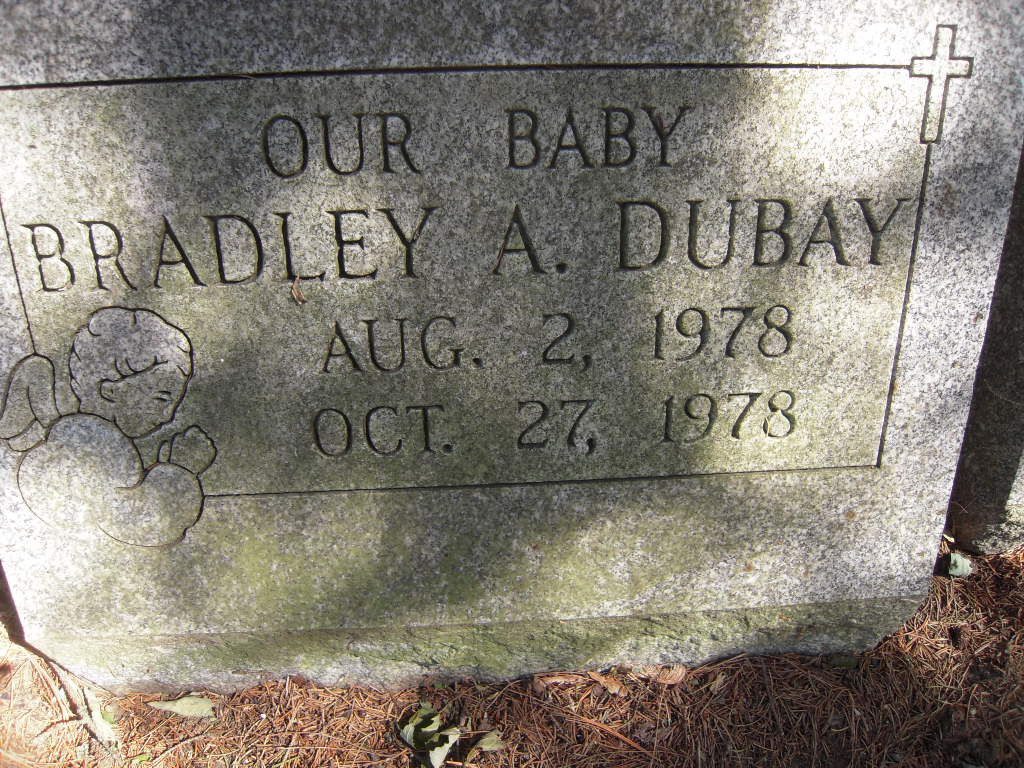 OUR BABY
BRADLEY A. DUBAY
AUG. 2, 1978
OCT. 27, 1978